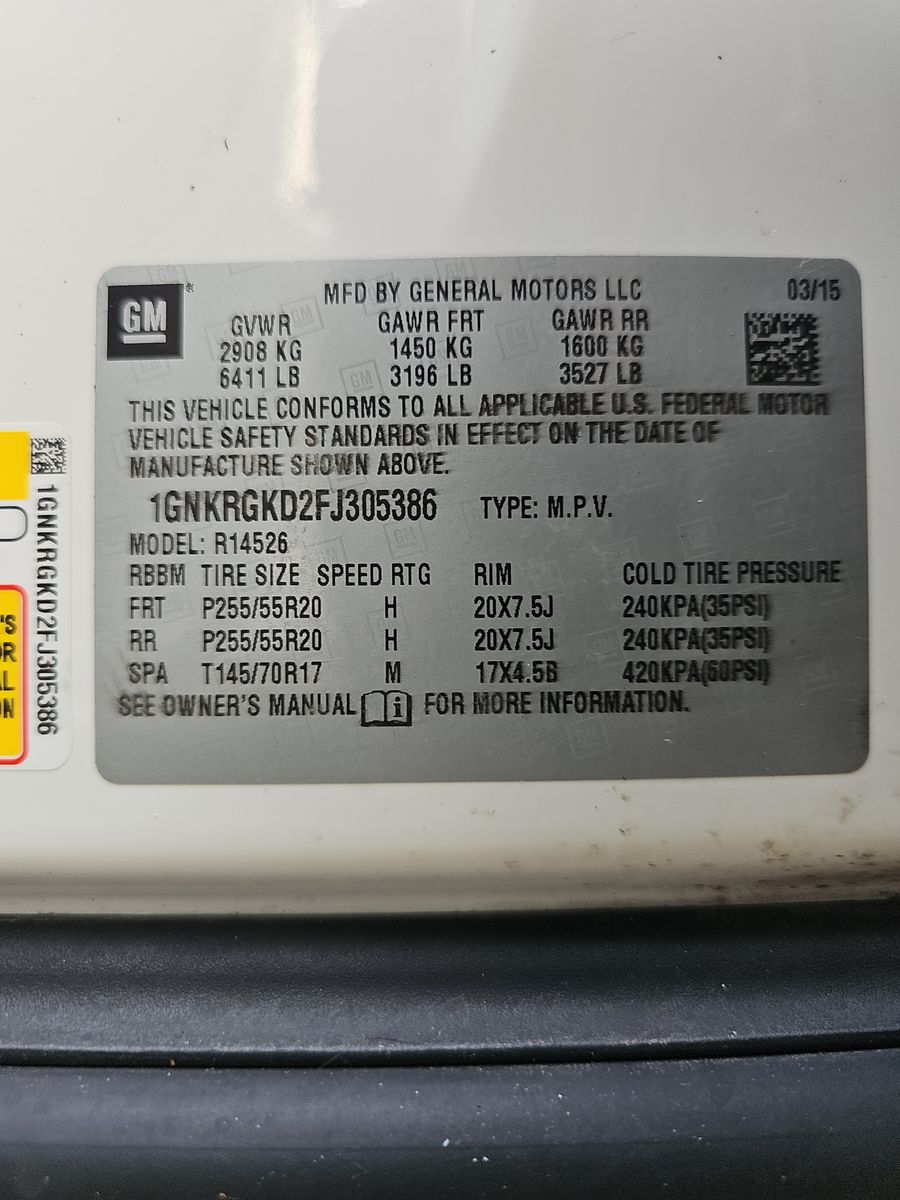 GM
MFD BY GENERAL MOTORS LLC 03/15
GVWR GAWR FRT GAWR RR
2908 KG 1450 KG 1600 KG
6411 LB 3196 LB 3527 LB
THIS VEHICLE CONFORMS TO ALL APPLICABLE U.S. FEDERAL MOTOR
VEHICLE SAFETY STANDARDS IN EFFECT ON THE DATE OF
MANUFACTURE SHOWN ABOVE.
1GNKRGKD2FJ305386 TYPE: M.P.V.
MODEL: R14526
RBBM TIRE SIZE SPEED RTG RIM COLD TIRE PRESSURE
FRT P255/55R20 H 20X7.5J 240KPA(35PSI)
RR P255/55R20 H 20X7.5J 240KPA(35PSI)
SPA T145/70R17 M 17X4.5B 420KPA(60PSI)
SEE OWNER'S MANUAL i FOR MORE INFORMATION.
1GNKRGKD2FJ305386
'S
OR
AL
ON